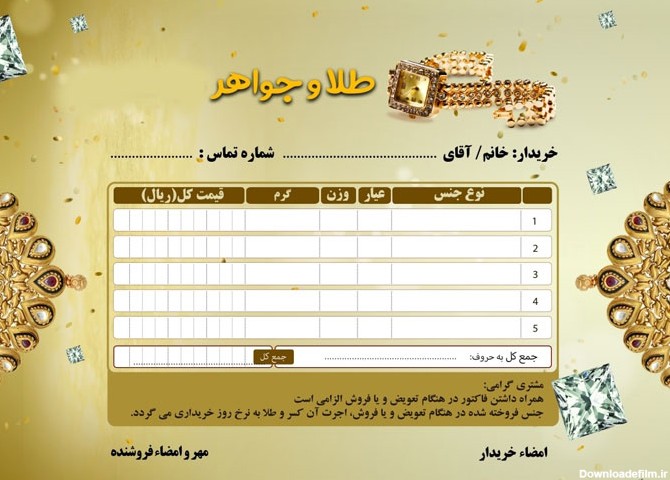 طلا و جواهر
خریدار: خانم/ آقای ........................................... شماره تماس : .......................
نوع جنس عیار وزن گرم قیمت کل(ریال)
1
2
3
4
5
جمع کل به حروف: ............................................... جمع کل ................................................
مشتری گرامی:
همراه داشتن فاکتور در هنگام تعویض و یا فروش الزامی است
جنس فروخته شده در هنگام تعویض و یا فروش، اجرت آن کسر و طلا به نرخ روز خریداری می گردد.
امضاء خریدار مهر و امضاء فروشنده
Downloadefilm.ir